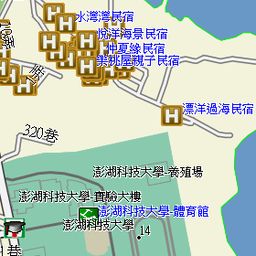 水灣灣民宿
悅洋海景民宿
仲夏緣民宿
果桃屋親子民宿
漂洋過海民宿
320巷
澎湖科技大學-養殖場
澎湖科技大學-實驗大樓
澎湖科技大學-體育館
澎湖科技大學
14
巷